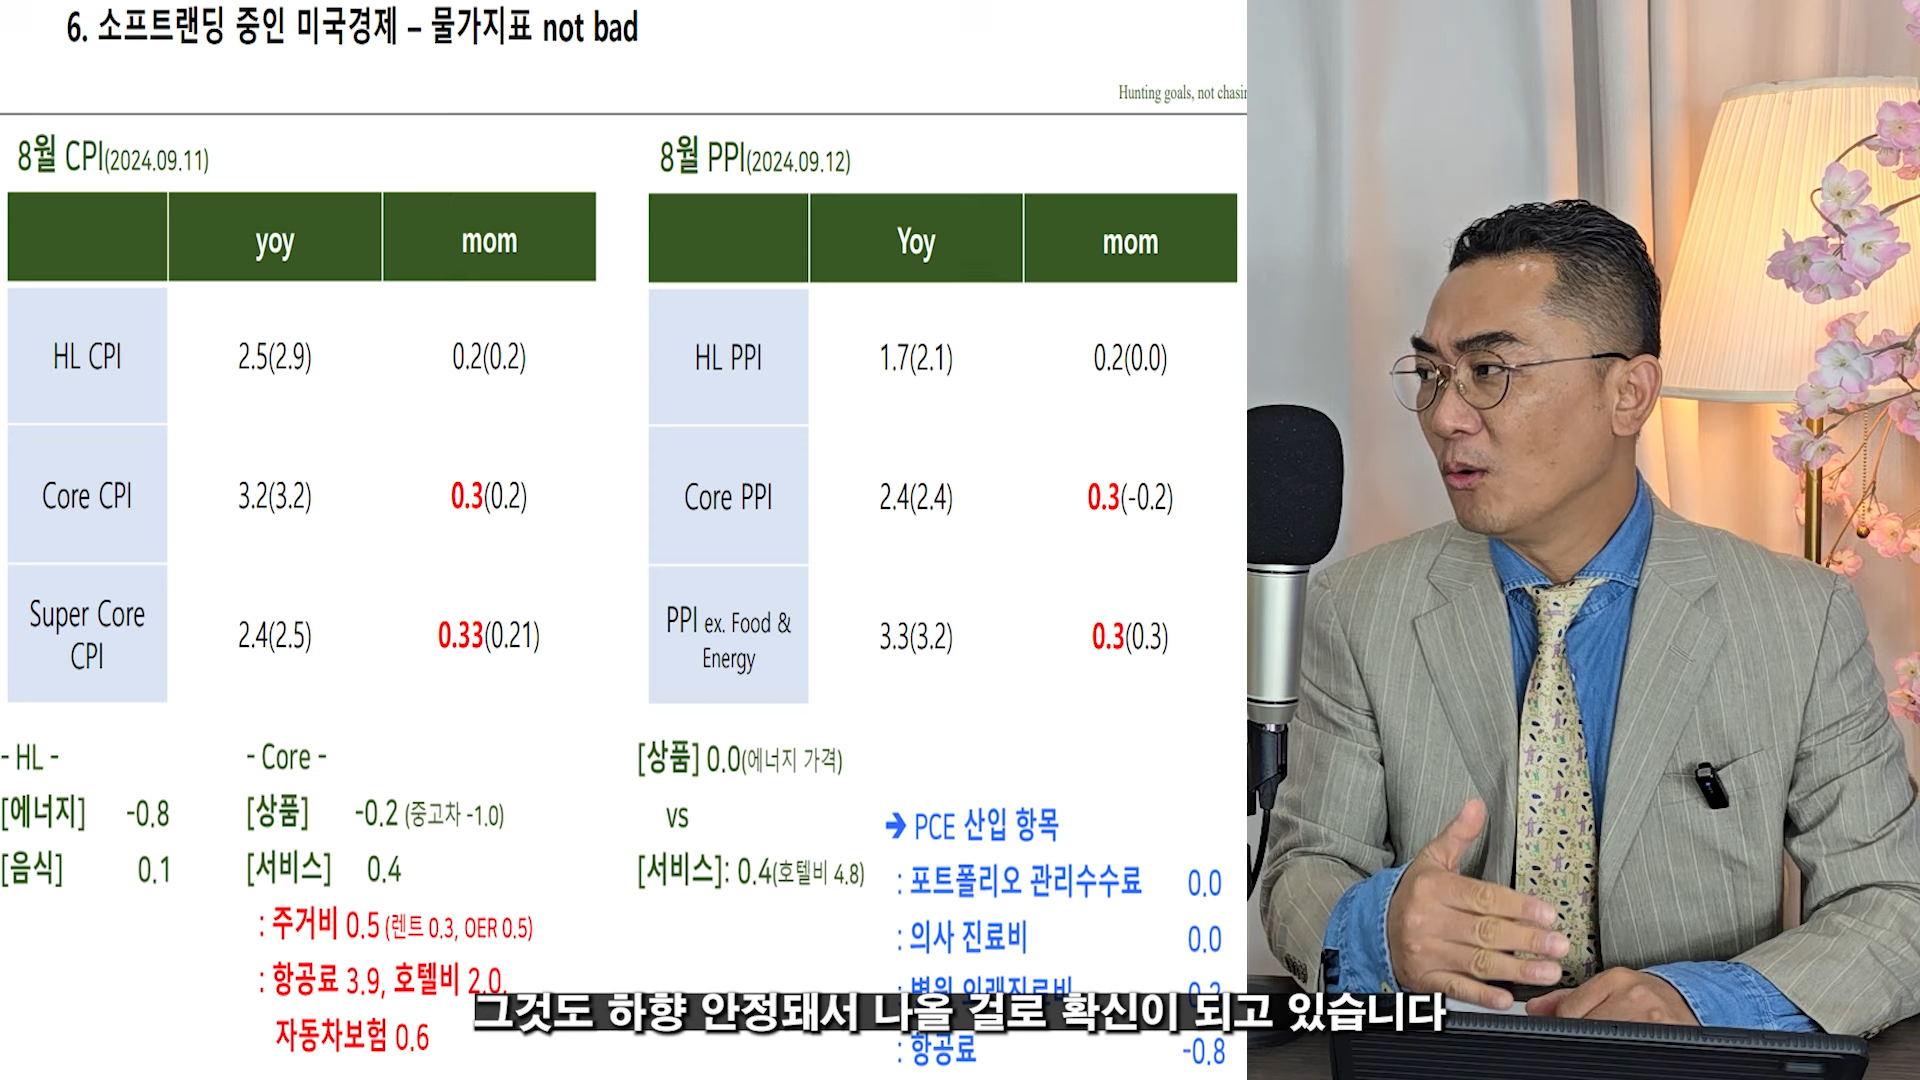 6. 소프트랜딩 중인 미국경제 – 물가지표 not bad
Hunting goals, not chasin
8월 CPI(2024.09.11)
yoy mom
HL CPI 2.5(2.9) 0.2(0.2)
Core CPI 3.2(3.2) 0.3(0.2)
Super Core CPI 2.4(2.5) 0.33(0.21)
8월 PPI(2024.09.12)
Yoy mom
HL PPI 1.7(2.1) 0.2(0.0)
Core PPI 2.4(2.4) 0.3(-0.2)
PPI ex. Food & Energy 3.3(3.2) 0.3(0.3)
- HL -
[에너지] -0.8
[음식] 0.1
- Core -
[상품] -0.2 (중고차 -1.0)
[서비스] 0.4
: 주거비 0.5 (렌트 0.3, OER 0.5)
: 항공료 3.9, 호텔비 2.0,
자동차보험 0.6
[상품] 0.0(에너지 가격)
vs
[서비스]: 0.4(호텔비 4.8)
➔ PCE 산입 항목
: 포트폴리오 관리수수료 0.0
: 의사 진료비 0.0
: 병원 외래진료비
: 항공료 -0.8
그것도 하향 안정돼서 나올 걸로 확신이 되고 있습니다